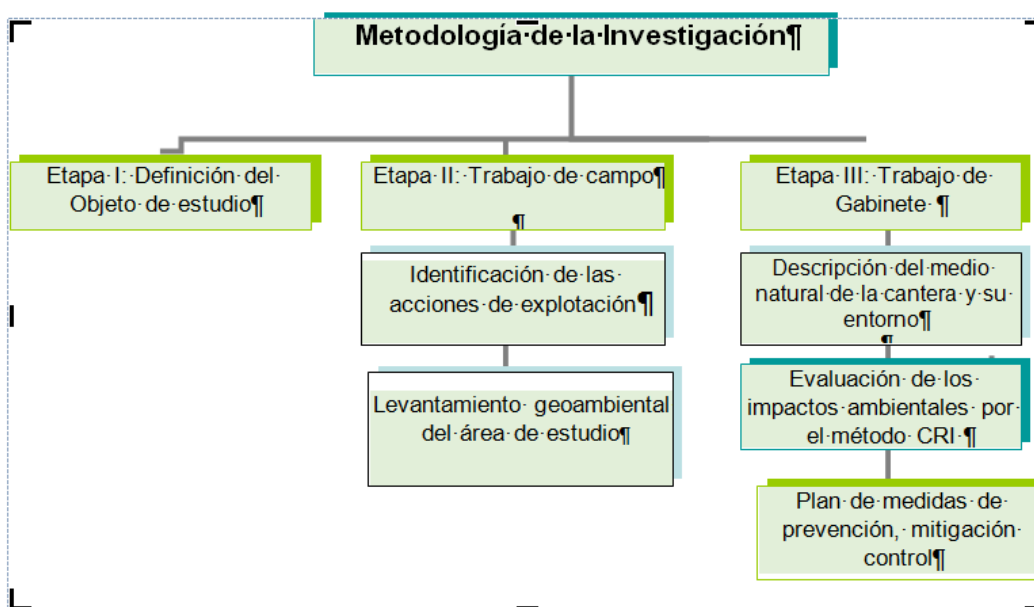 Metodología de la Investigación¶
Etapa I: Definición del
Objeto de estudio¶
Etapa II: Trabajo de campo¶
¶
Etapa III: Trabajo de
Gabinete ¶
Identificación de las
acciones de explotación¶
Levantamiento geoambiental
del área de estudio¶
Descripción del medio
natural de la cantera y su
entorno¶
¶
Evaluación de los
impactos ambientales por
el método CRI ¶
Plan de medidas de
prevención, mitigación
control¶